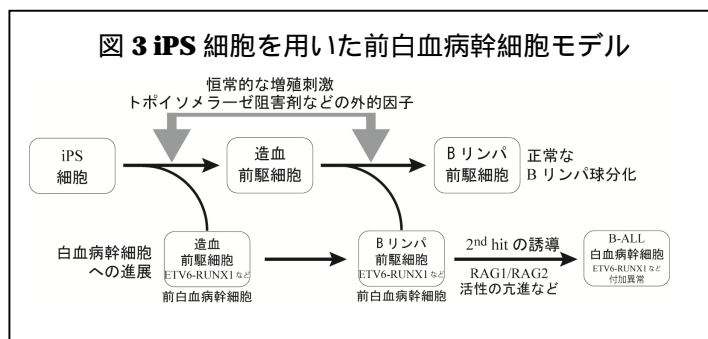 図 3 iPS 細胞を用いた前白血病幹細胞モデル
恒常的な増殖刺激
トポイソメラーゼ阻害剤などの外的因子
iPS
細胞
造血
前駆細胞
B リンパ
前駆細胞
正常な
B リンパ球分化
白血病幹細胞
への進展
造血
前駆細胞
ETV6-RUNX1 など
前白血病幹細胞
B リンパ
前駆細胞
ETV6-RUNX1 など
前白血病幹細胞
2nd hit の誘導
RAG1/RAG2
活性の亢進など
B-ALL
白血病幹細胞
ETV6-RUNX1 など
付加異常